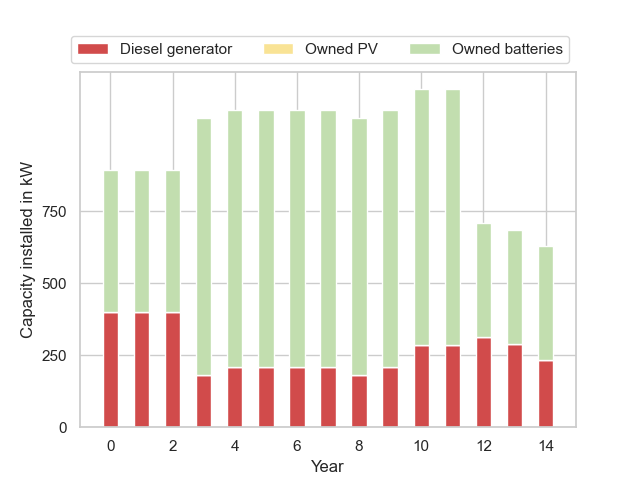 Diesel generator Owned PV Owned batteries
Capacity installed in kW
750
500
250
0
0 2 4 6 8 10 12 14
Year